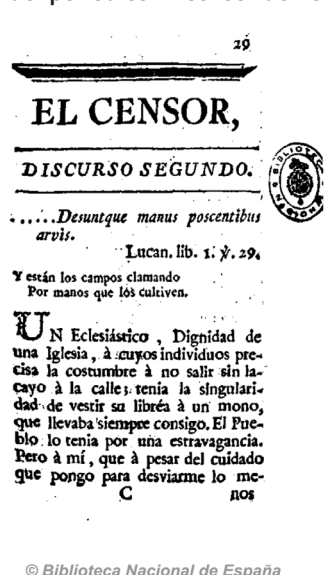 29
EL CENSOR,
DISCURSO SEGUNDO.
......Desuntque manus poscentibus
arvis.
Lucan. lib. 1. ℣. 29.
Y están los campos clamando
Por manos que lós cultiven.
UN Eclesiástico , Dignidad de
una Iglesia , à cuyos individuos pre-
cisa la costumbre à no salir sin la-
cayo à la calle; tenia la singulari-
dad de vestir su libréa à un mono,
que llevaba siempre consigo. El Pue-
blo lo tenia por una estravagancia.
Pero à mí , que à pesar del cuidado
que pongo para desviarme lo me-
C nos
© Biblioteca Nacional de España